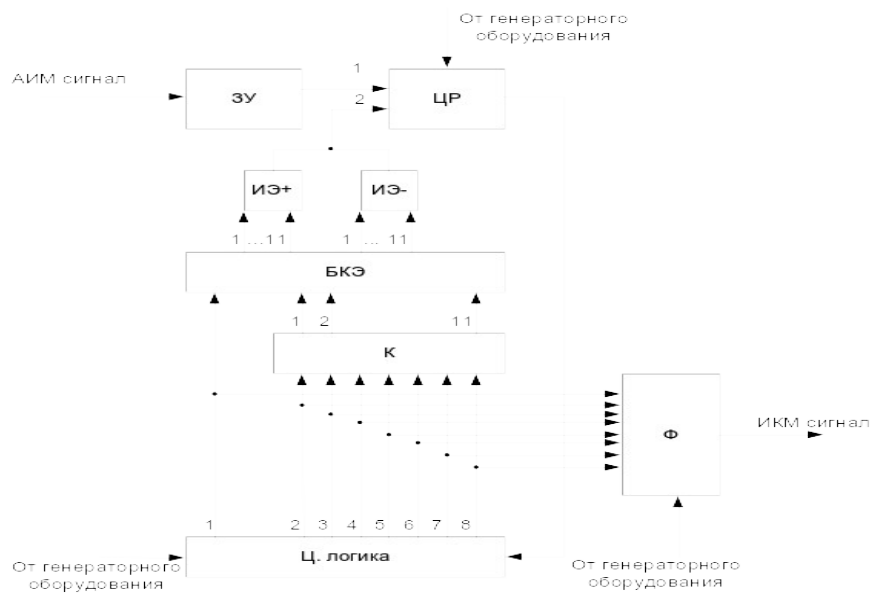 От генераторного
оборудования
АИМ сигнал
1
ЗУ
2
ЦР
ИЭ+
ИЭ-
1 ...11
1 ... 11
БКЭ
1 2 11
К
Ф
ИКМ сигнал
1 2 3 4 5 6 7 8
Ц. логика
От генераторного
оборудования
От генераторного
оборудования